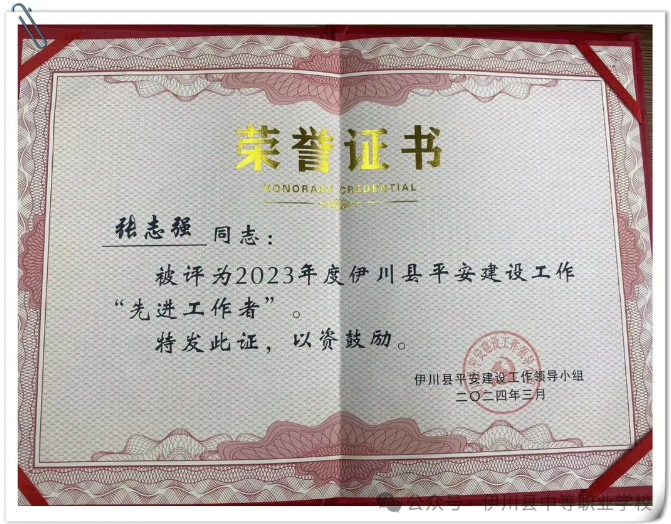 荣誉证书
HONORARY CREDENTIAL
张志强 同志：
被评为2023年度伊川县平安建设工作
“先进工作者”。
特发此证，以资鼓励。
伊川县平安建设工作领导小组
二〇二四年三月
公众号 · 伊川县中等职业学校